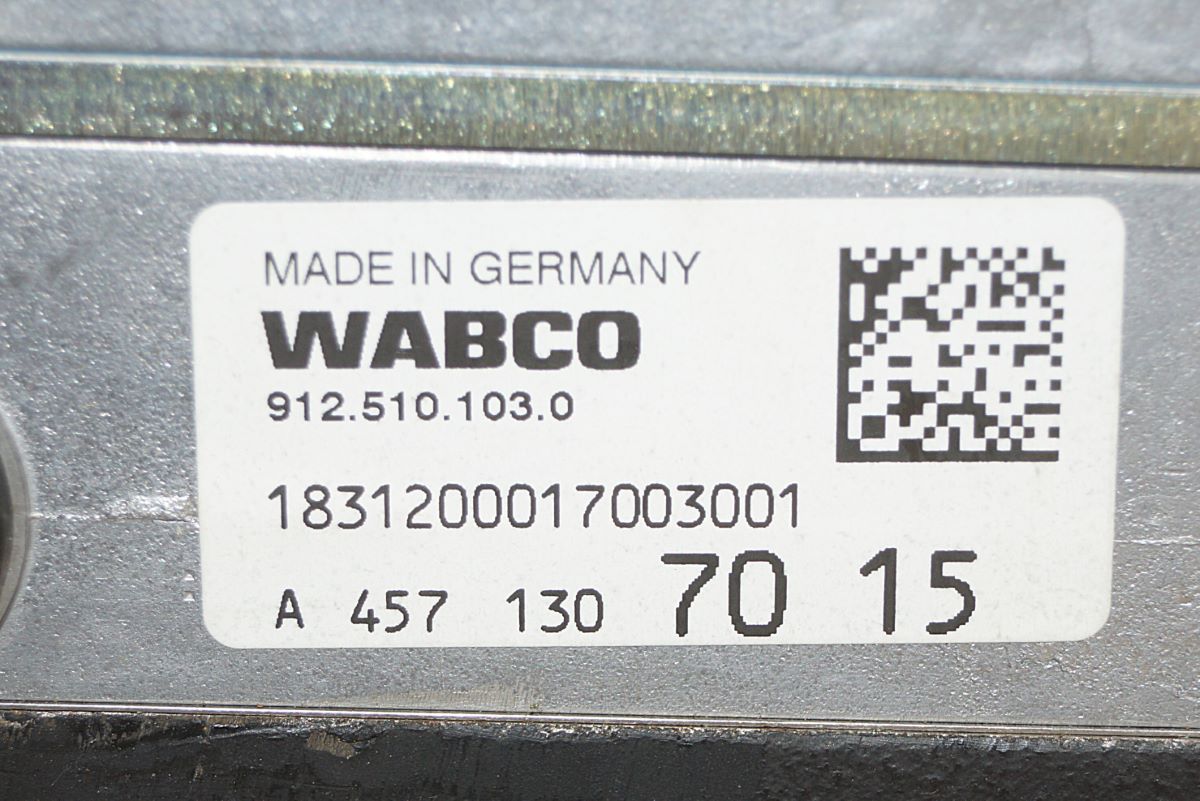 MADE IN GERMANY
WABCO
912.510.103.0
1831200017003001
A 457 130 70 15